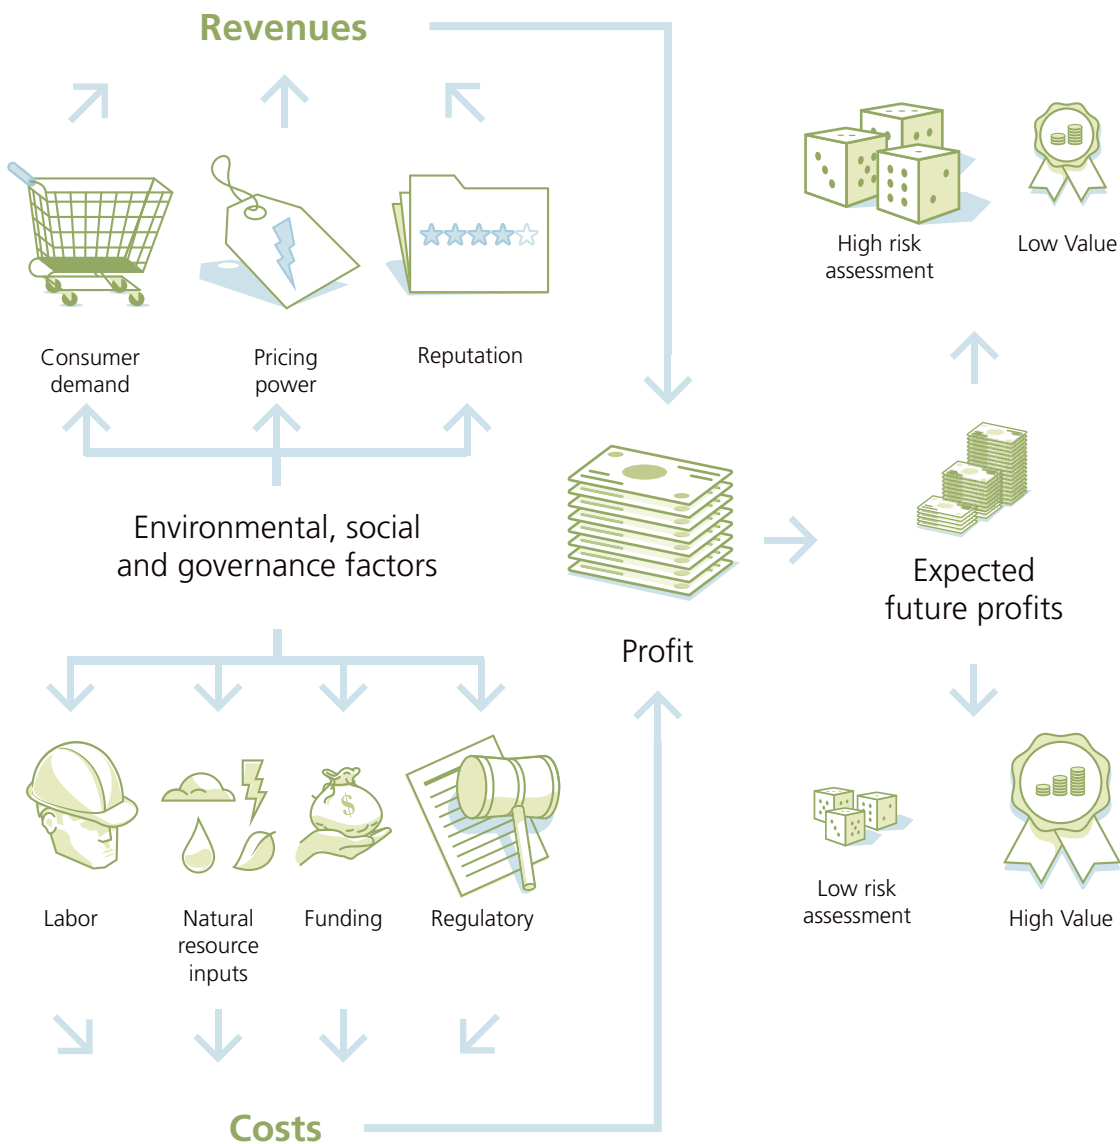 Revenues
High risk
assessment
Low Value
Consumer
demand
Pricing
power
Reputation
Environmental, social
and governance factors
Profit
Expected
future profits
$
Labor
Natural
resource
inputs
Funding
Regulatory
Low risk
assessment
High Value
Costs